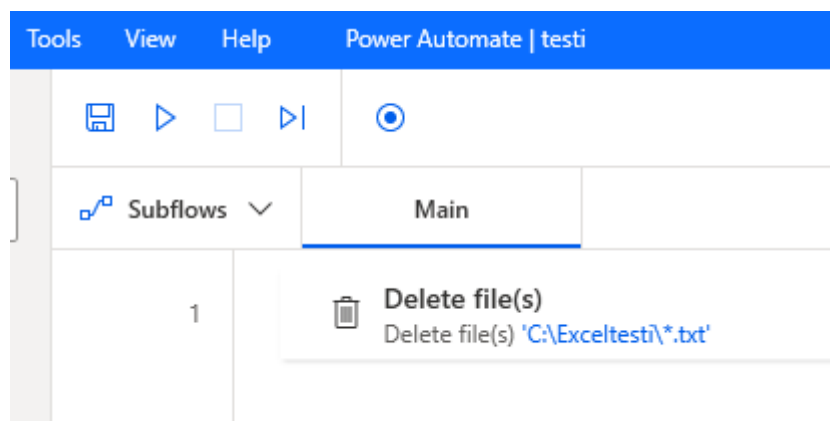 Tools View Help Power Automate | testi
Subflows Main
1
Delete file(s)
Delete file(s) 'C:\Exceltesti\*.txt'